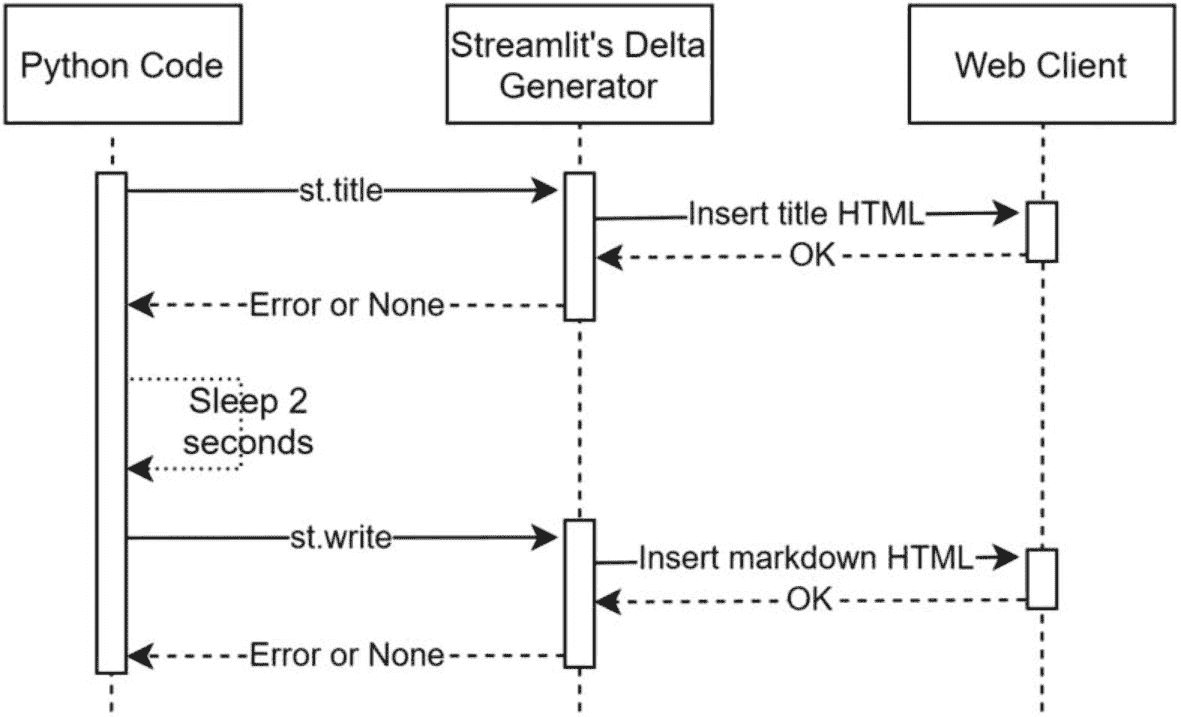 Python Code
Streamlit's Delta
Generator
Web Client
st.title
Insert title HTML
OK
Error or None
Sleep 2
seconds
st.write
Insert markdown HTML
OK
Error or None